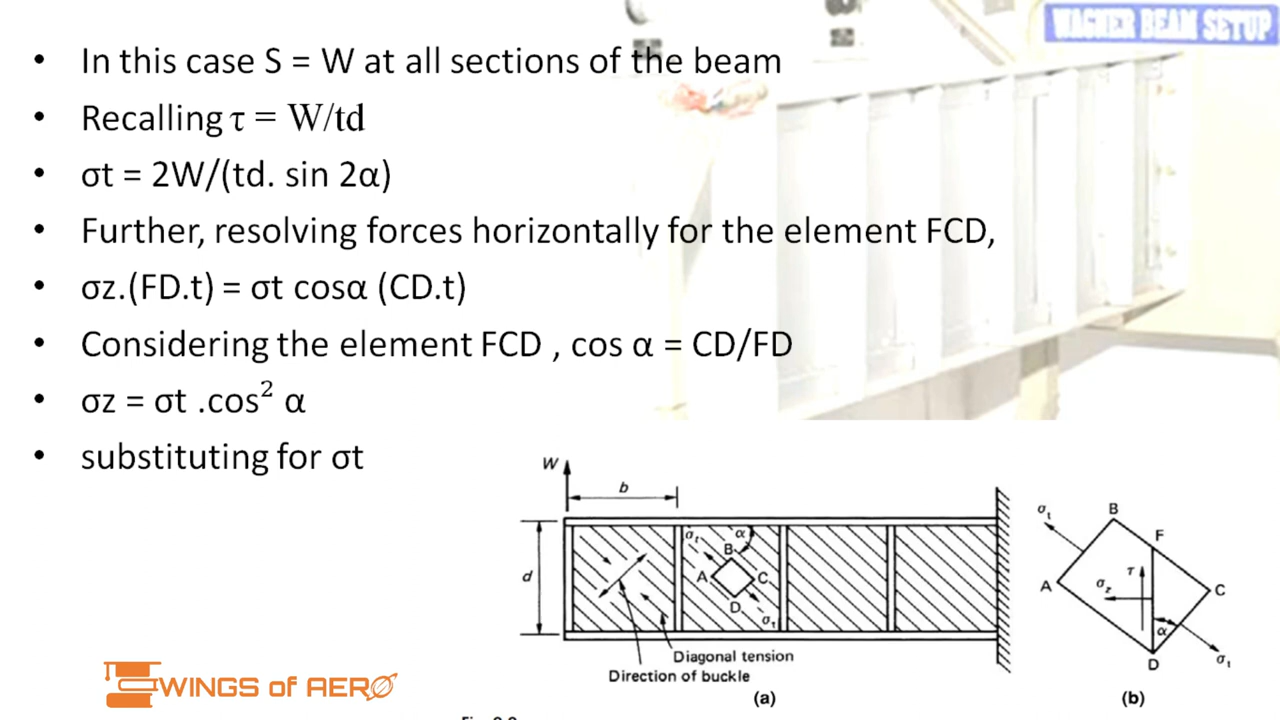 WAGNER BEAM SETUP
• In this case S = W at all sections of the beam
• Recalling τ = W/td
• σt = 2W/(td. sin 2α)
• Further, resolving forces horizontally for the element FCD,
• σz.(FD.t) = σt cosα (CD.t)
• Considering the element FCD , cos α = CD/FD
• σz = σt .cos² α
• substituting for σt
W
b
d
σt
α
B
A
C
D
σt
Diagonal tension
Direction of buckle
(a)
σt
B
F
τ
A
σz
C
α
D
σt
(b)
WINGS of AERO